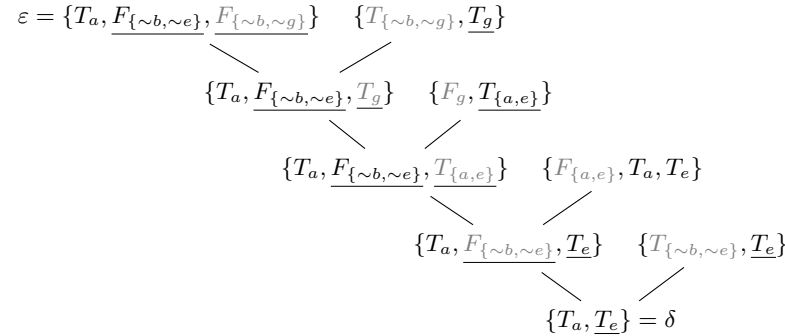 ε = {T_a, F_{∼b,∼e}, F_{∼b,∼g}} {T_{∼b,∼g}, T_g}
{T_a, F_{∼b,∼e}, T_g} {F_g, T_{a,e}}
{T_a, F_{∼b,∼e}, T_{a,e}} {F_{a,e}, T_a, T_e}
{T_a, F_{∼b,∼e}, T_e} {T_{∼b,∼e}, T_e}
{T_a, T_e} = δ